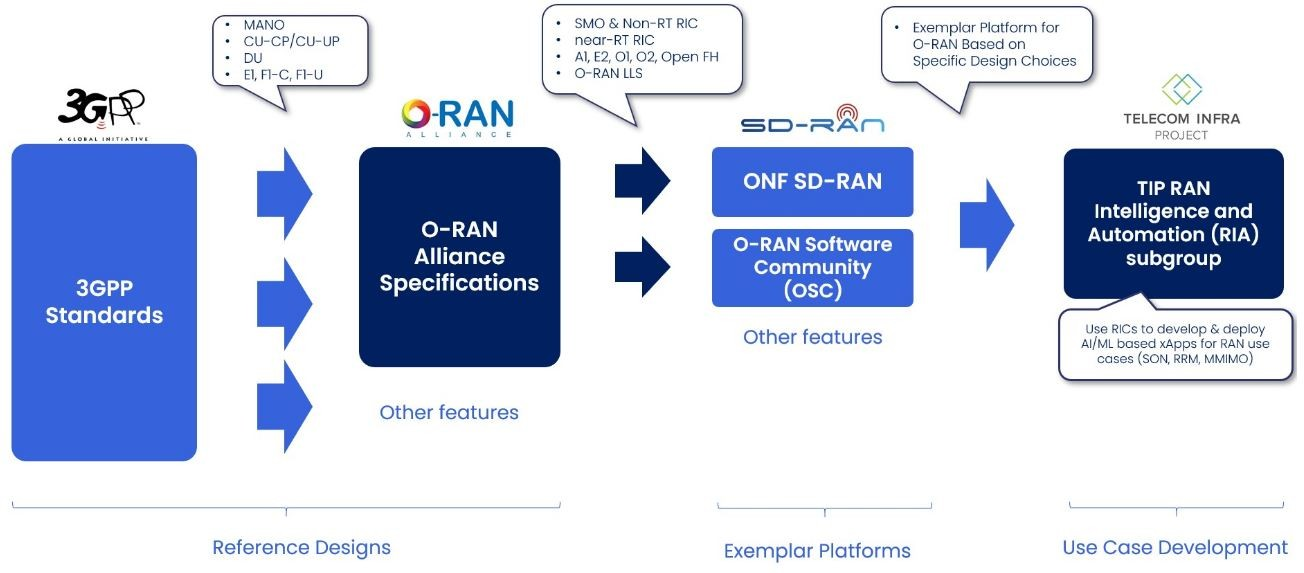 • MANO
• CU-CP/CU-UP
• DU
• E1, F1-C, F1-U
• SMO & Non-RT RIC
• near-RT RIC
• A1, E2, O1, O2, Open FH
• O-RAN LLS
• Exemplar Platform for
O-RAN Based on
Specific Design Choices
3GPP
A GLOBAL INITIATIVE
O-RAN
ALLIANCE
SD-RAN
TELECOM INFRA
PROJECT
3GPP
Standards
O-RAN
Alliance
Specifications
Other features
ONF SD-RAN
O-RAN Software
Community
(OSC)
Other features
TIP RAN
Intelligence and
Automation (RIA)
subgroup
Use RICs to develop & deploy
AI/ML based xApps for RAN use
cases (SON, RRM, MMIMO)
Reference Designs
Exemplar Platforms
Use Case Development